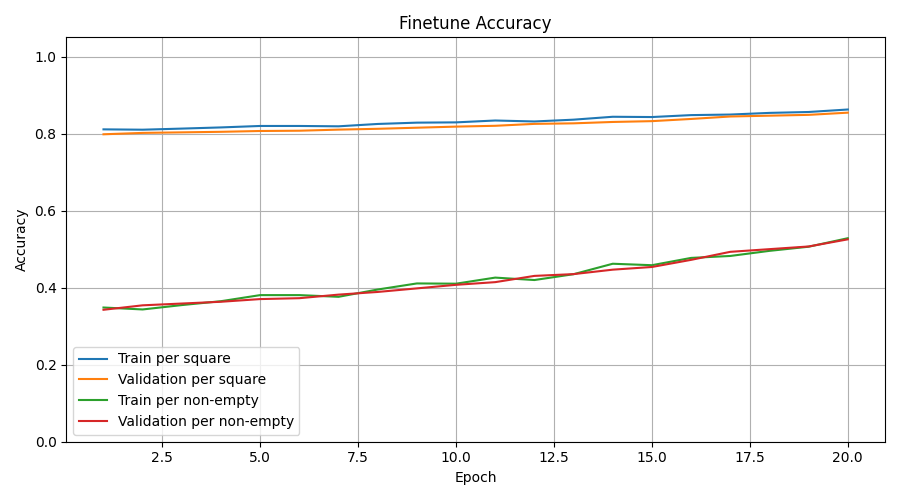 Finetune Accuracy
1.0
0.8
0.6
0.4
0.2
0.0
Accuracy
Train per square
Validation per square
Train per non-empty
Validation per non-empty
2.5 5.0 7.5 10.0 12.5 15.0 17.5 20.0
Epoch